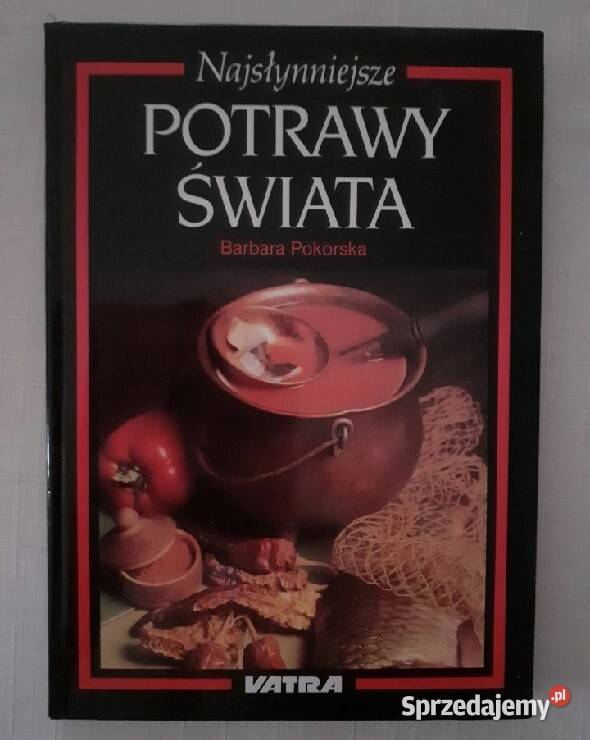 Najsłynniejsze
POTRAWY
ŚWIATA
Barbara Pokorska
VATRA
Sprzedajemy.pl